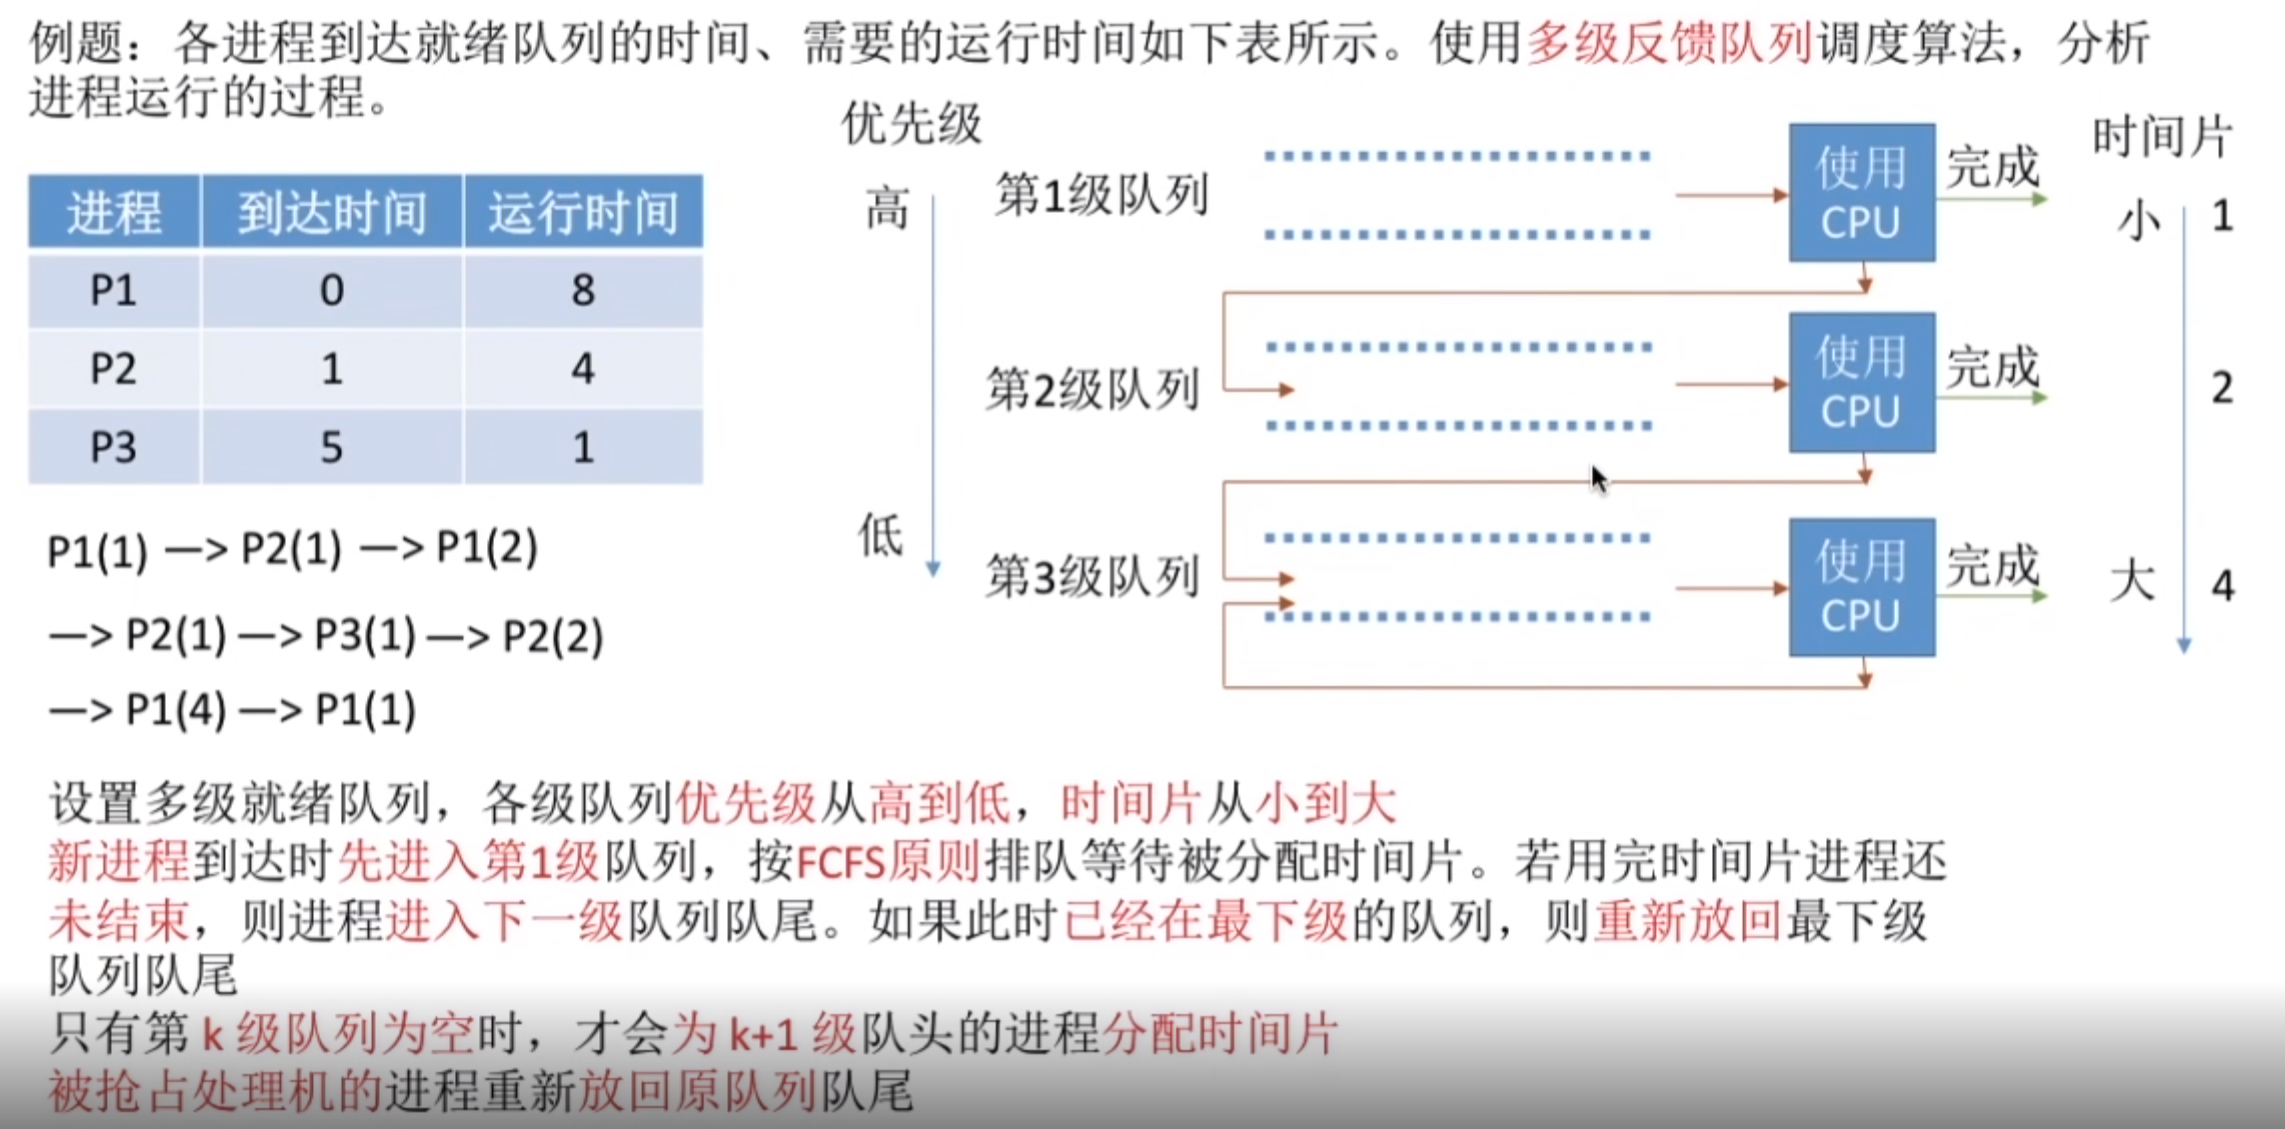 例题：各进程到达就绪队列的时间、需要的运行时间如下表所示。使用多级反馈队列调度算法，分析
进程运行的过程。
进程 到达时间 运行时间
P1 0 8
P2 1 4
P3 5 1
P1(1) —> P2(1) —> P1(2)
—> P2(1) —> P3(1) —> P2(2)
—> P1(4) —> P1(1)
优先级
高
低
第1级队列
使用
CPU
完成
第2级队列
使用
CPU
完成
第3级队列
使用
CPU
完成
时间片
小 1
2
大 4
设置多级就绪队列，各级队列优先级从高到低，时间片从小到大
新进程到达时先进入第1级队列，按FCFS原则排队等待被分配时间片。若用完时间片进程还
未结束，则进程进入下一级队列队尾。如果此时已经在最下级的队列，则重新放回最下级
队列队尾
只有第 k 级队列为空时，才会为 k+1 级队头的进程分配时间片
被抢占处理机的进程重新放回原队列队尾